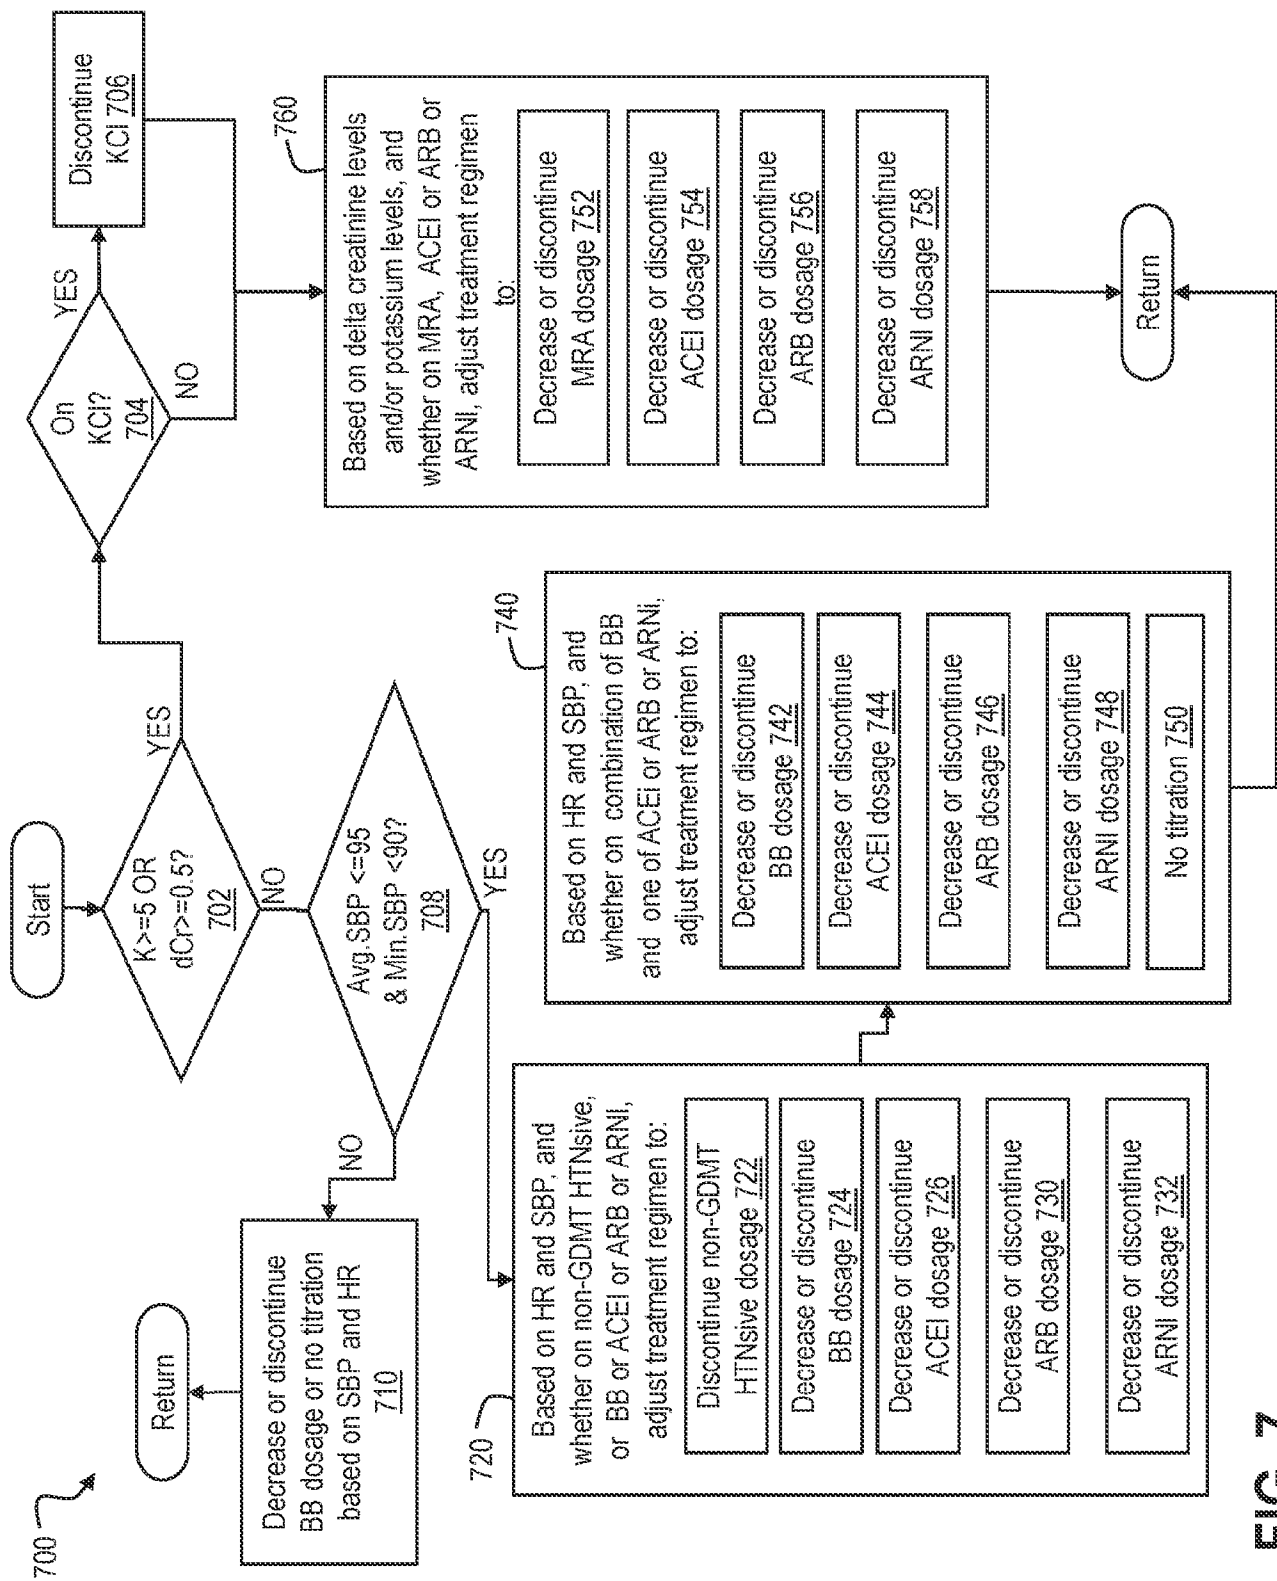 700
Start
K>=5 OR
dCr>=0.5?
702
YES
NO
On
KCl?
704
YES
NO
Discontinue
KCl 706
Avg.SBP <=95
& Min.SBP <90?
708
NO
YES
Return
Decrease or discontinue
BB dosage or no titration
based on SBP and HR
710
720
Based on HR and SBP, and
whether on non-GDMT HTNsive,
or BB or ACEI or ARB or ARNI,
adjust treatment regimen to:
Discontinue non-GDMT
HTNsive dosage 722
Decrease or discontinue
BB dosage 724
Decrease or discontinue
ACEI dosage 726
Decrease or discontinue
ARB dosage 730
Decrease or discontinue
ARNI dosage 732
740
Based on HR and SBP, and
whether on combination of BB
and one of ACEI or ARB or ARNI,
adjust treatment regimen to:
Decrease or discontinue
BB dosage 742
Decrease or discontinue
ACEI dosage 744
Decrease or discontinue
ARB dosage 746
Decrease or discontinue
ARNI dosage 748
No titration 750
760
Based on delta creatinine levels
and/or potassium levels, and
whether on MRA, ACEI or ARB or
ARNI, adjust treatment regimen
to:
Decrease or discontinue
MRA dosage 752
Decrease or discontinue
ACEI dosage 754
Decrease or discontinue
ARB dosage 756
Decrease or discontinue
ARNI dosage 758
Return
FIG. 7